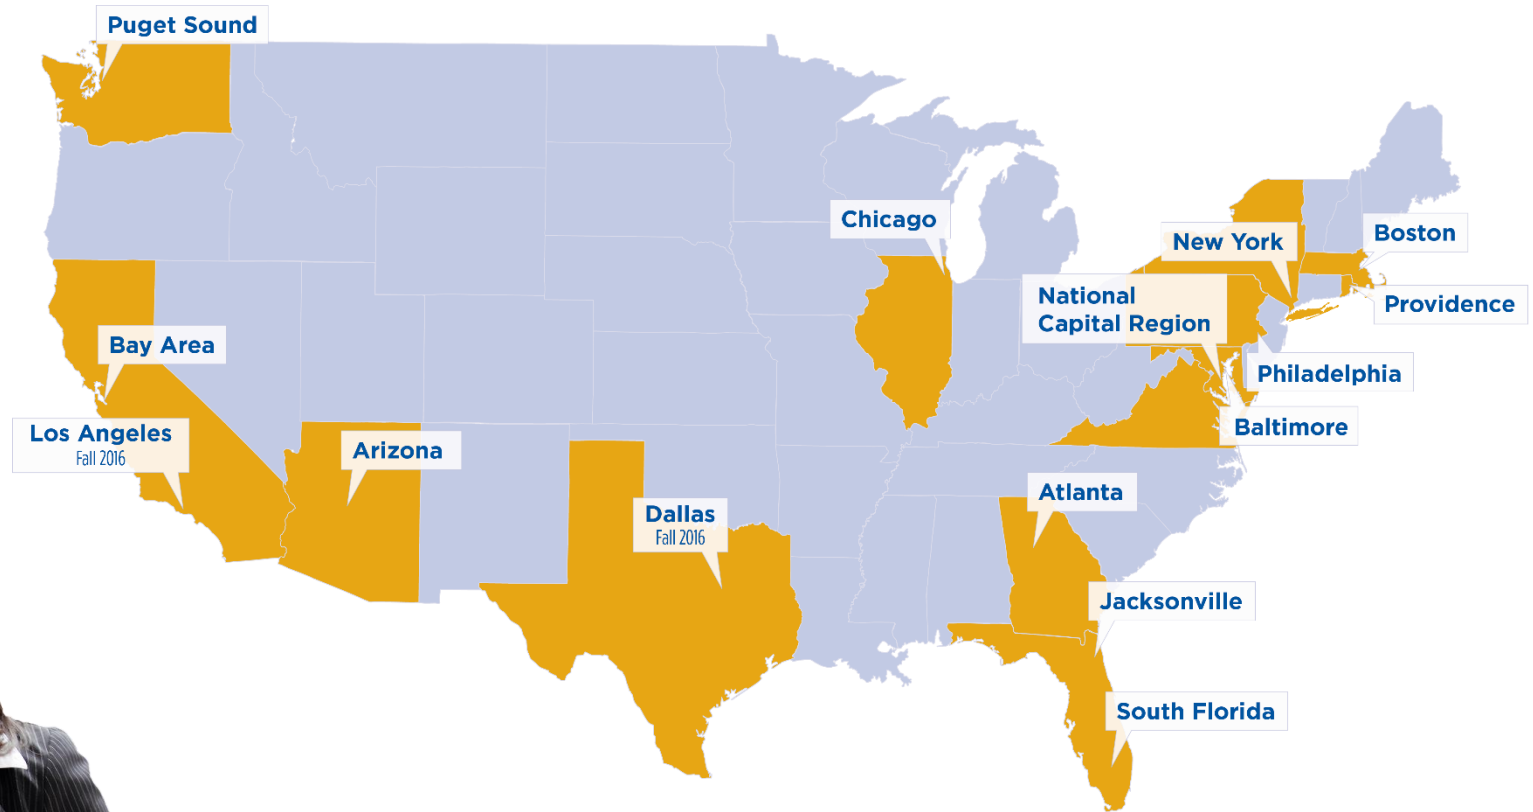 Puget Sound
Chicago
New York
Boston
National
Capital Region
Providence
Bay Area
Philadelphia
Los Angeles
Fall 2016
Baltimore
Arizona
Atlanta
Dallas
Fall 2016
Jacksonville
South Florida